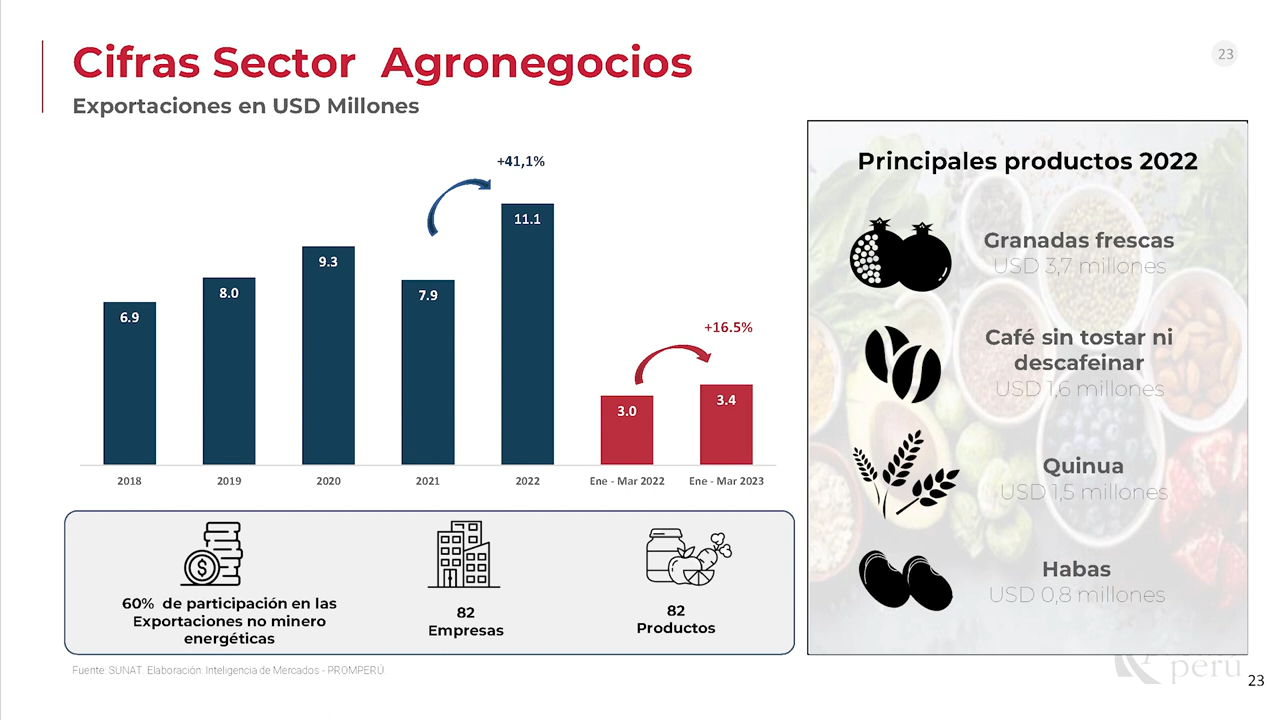 Cifras Sector Agronegocios
23
Exportaciones en USD Millones
+41,1%
11.1
9.3
8.0
7.9
6.9
+16.5%
3.0
3.4
2018
2019
2020
2021
2022
Ene - Mar 2022
Ene - Mar 2023
60% de participación en las
Exportaciones no minero
energéticas
82
Empresas
82
Productos
Principales productos 2022
Granadas frescas
USD 3,7 millones
Café sin tostar ni
descafeinar
USD 1,6 millones
Quinua
USD 1,5 millones
Habas
USD 0,8 millones
Fuente: SUNAT. Elaboración: Inteligencia de Mercados - PROMPERÚ.
perú
23